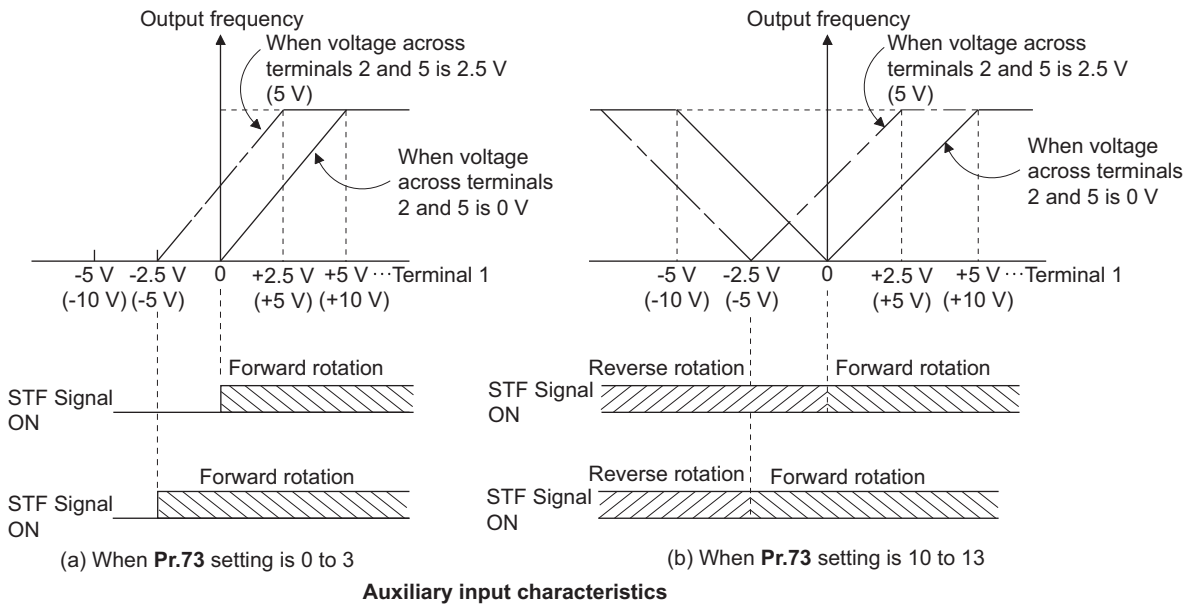 Output frequency
When voltage across
terminals 2 and 5 is 2.5 V
(5 V)
When voltage
across terminals
2 and 5 is 0 V
-5 V -2.5 V 0 +2.5 V +5 V ···Terminal 1
(-10 V) (-5 V) (+5 V) (+10 V)
Forward rotation
STF Signal
ON
Forward rotation
STF Signal
ON
(a) When Pr.73 setting is 0 to 3
Output frequency
When voltage across
terminals 2 and 5 is 2.5 V
(5 V)
When voltage
across terminals
2 and 5 is 0 V
-5 V -2.5 V 0 +2.5 V +5 V ···Terminal 1
(-10 V) (-5 V) (+5 V) (+10 V)
Reverse rotation Forward rotation
STF Signal
ON
Reverse rotation Forward rotation
STF Signal
ON
(b) When Pr.73 setting is 10 to 13
Auxiliary input characteristics